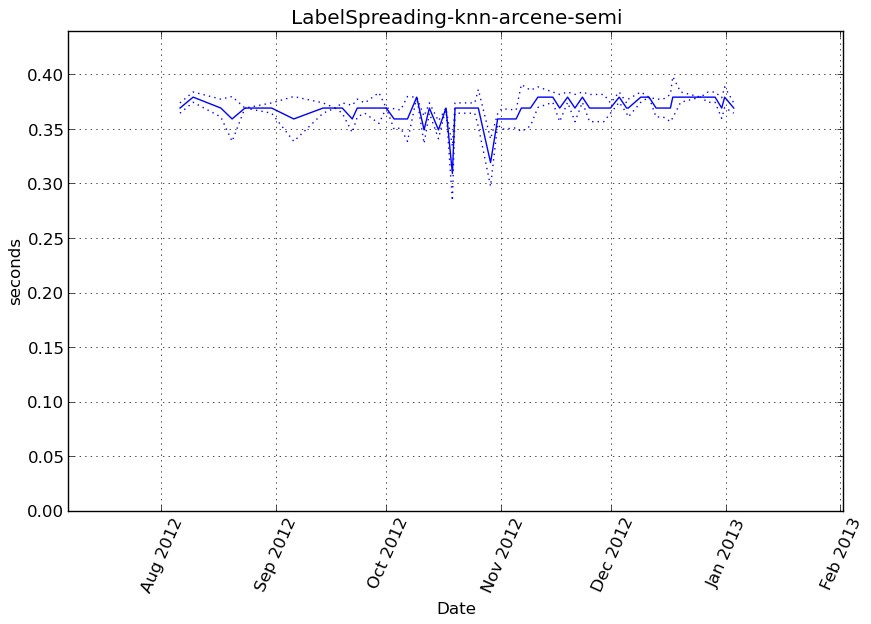 LabelSpreading-knn-arcene-semi
0.40
0.35
0.30
0.25
0.20
0.15
0.10
0.05
0.00
seconds
Aug 2012
Sep 2012
Oct 2012
Nov 2012
Dec 2012
Jan 2013
Feb 2013
Date